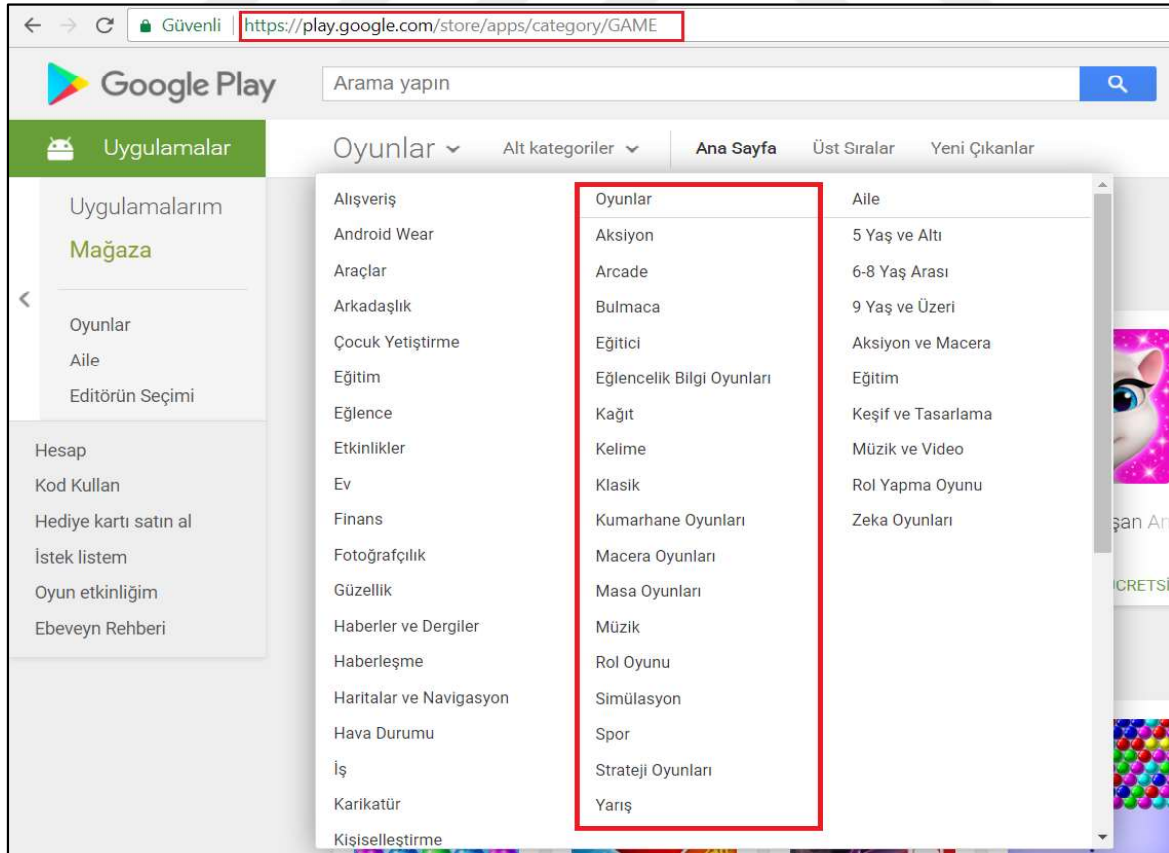 Güvenli https://play.google.com/store/apps/category/GAME
Google Play
Arama yapın
Uygulamalar
Oyunlar
Alt kategoriler
Ana Sayfa
Üst Sıralar
Yeni Çıkanlar
Uygulamalarım
Mağaza
Oyunlar
Aile
Editörün Seçimi
Hesap
Kod Kullan
Hediye kartı satın al
İstek listem
Oyun etkinliğim
Ebeveyn Rehberi
Alışveriş
Android Wear
Araçlar
Arkadaşlık
Çocuk Yetiştirme
Eğitim
Eğlence
Etkinlikler
Ev
Finans
Fotoğrafçılık
Güzellik
Haberler ve Dergiler
Haberleşme
Haritalar ve Navigasyon
Hava Durumu
İş
Karikatür
Kişiselleştirme
Oyunlar
Aksiyon
Arcade
Bulmaca
Eğitici
Eğlencelik Bilgi Oyunları
Kağıt
Kelime
Klasik
Kumarhane Oyunları
Macera Oyunları
Masa Oyunları
Müzik
Rol Oyunu
Simülasyon
Spor
Strateji Oyunları
Yarış
Aile
5 Yaş ve Altı
6-8 Yaş Arası
9 Yaş ve Üzeri
Aksiyon ve Macera
Eğitim
Keşif ve Tasarlama
Müzik ve Video
Rol Yapma Oyunu
Zeka Oyunları